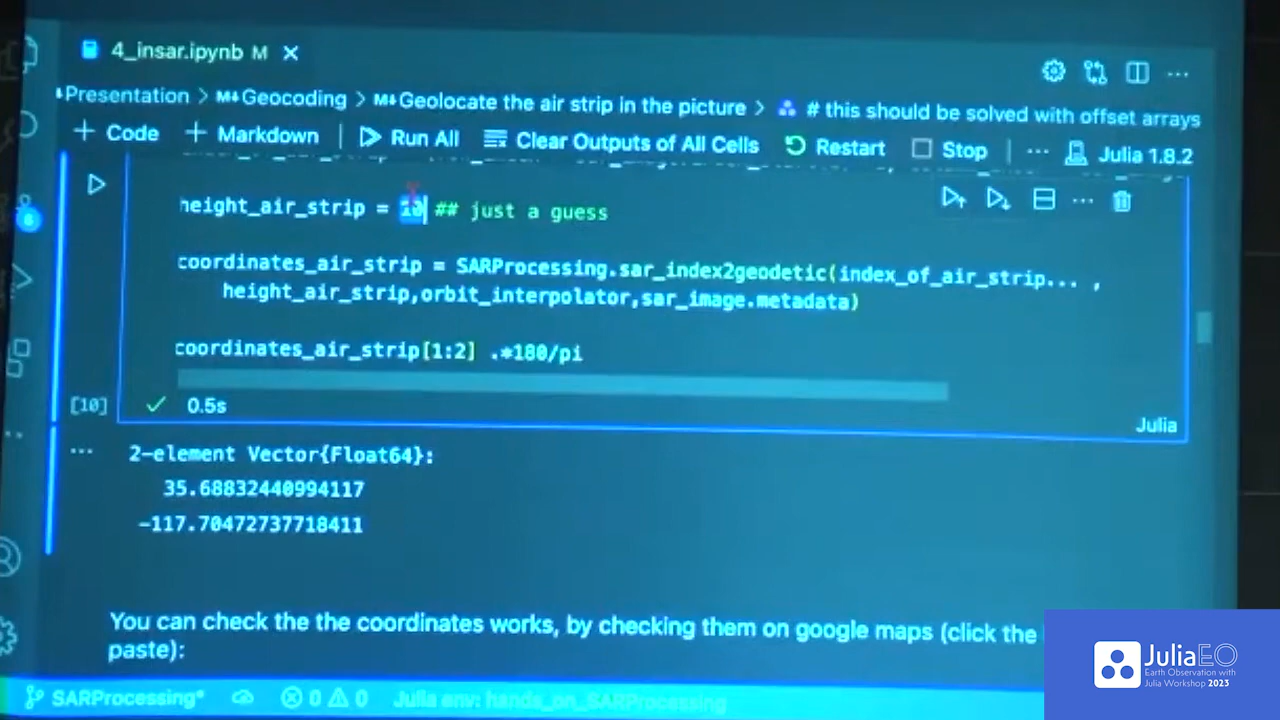 4_insar.ipynb M
Presentation > M↓Geocoding > M↓Geolocate the air strip in the picture > # this should be solved with offset arrays
+ Code + Markdown | Run All Clear Outputs of All Cells Restart Stop | ... Julia 1.8.2
height_air_strip = 10 ## just a guess
coordinates_air_strip = SARProcessing.sar_index2geodetic(index_of_air_strip... ,
height_air_strip,orbit_interpolator,sar_image.metadata)
coordinates_air_strip[1:2] .*180/pi
[10] 0.5s
Julia
... 2-element Vector{Float64}:
35.68832440994117
-117.70472737718411
You can check the the coordinates works, by checking them on google maps (click the
paste):
SARProcessing* 0 0 Julia env: hands_on_SARProcessing
JuliaEO
Earth Observation with
Julia Workshop 2023